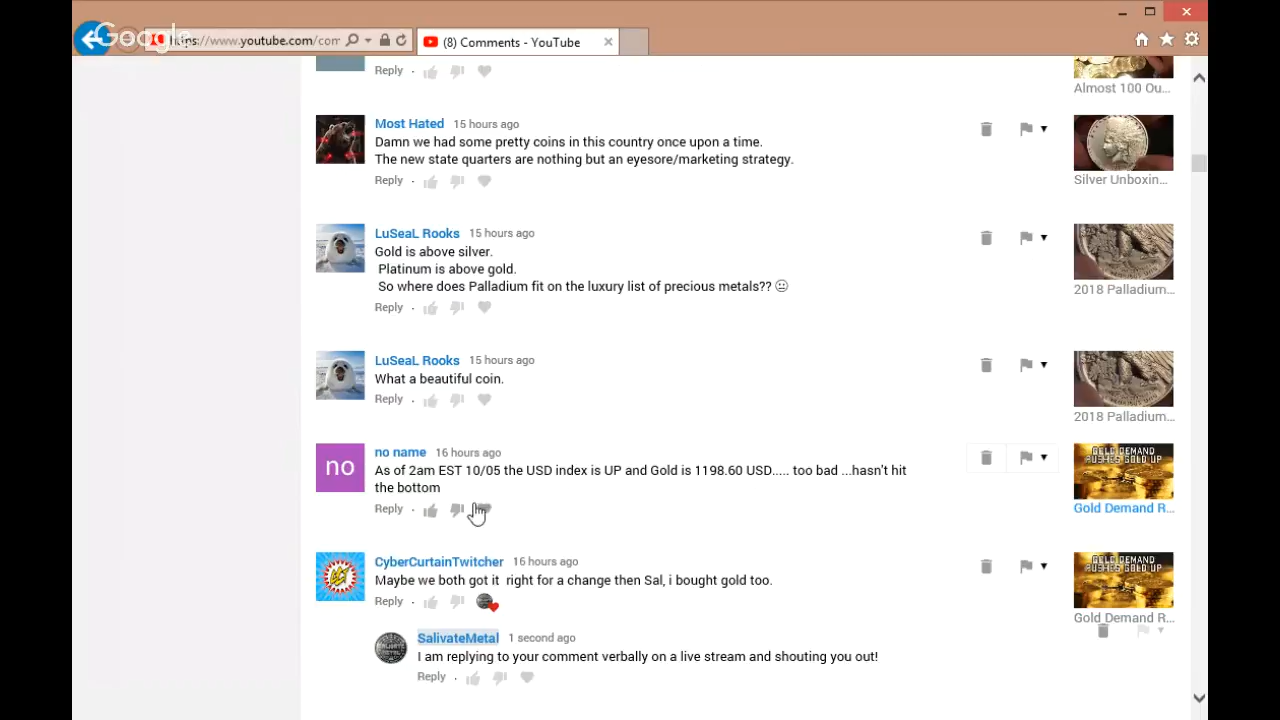 Google
https://www.youtube.com/com
(8) Comments - YouTube
Reply
Almost 100 Ou...
Most Hated 15 hours ago
Damn we had some pretty coins in this country once upon a time.
The new state quarters are nothing but an eyesore/marketing strategy.
Reply
Silver Unboxin...
LuSeaL Rooks 15 hours ago
Gold is above silver.
Platinum is above gold.
So where does Palladium fit on the luxury list of precious metals??
Reply
2018 Palladium...
LuSeaL Rooks 15 hours ago
What a beautiful coin.
Reply
2018 Palladium...
no
no name 16 hours ago
As of 2am EST 10/05 the USD index is UP and Gold is 1198.60 USD..... too bad ...hasn't hit
the bottom
Reply
GOLD DEMAND
PUSHES GOLD UP
Gold Demand R...
CyberCurtainTwitcher 16 hours ago
Maybe we both got it  right for a change then Sal, i bought gold too.
Reply
GOLD DEMAND
PUSHES GOLD UP
Gold Demand R...
SalivateMetal 1 second ago
I am replying to your comment verbally on a live stream and shouting you out!
Reply